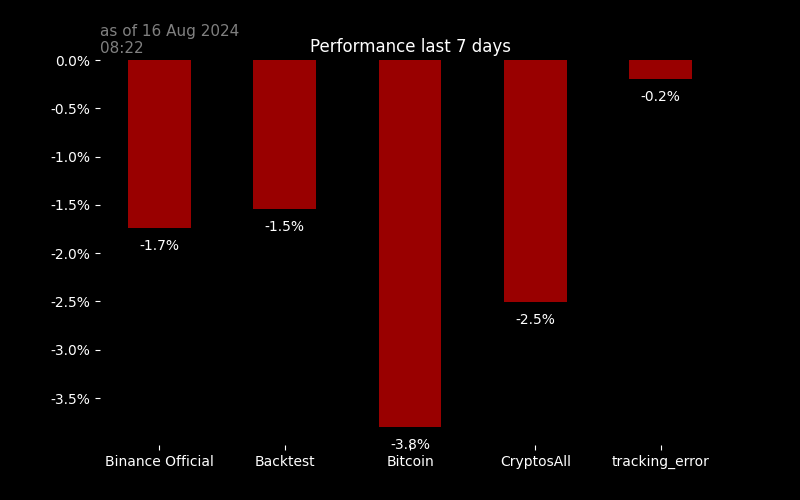 as of 16 Aug 2024
08:22
Performance last 7 days
0.0%
-0.5%
-1.0%
-1.5%
-2.0%
-2.5%
-3.0%
-3.5%
-1.7%
-1.5%
-3.8%
-2.5%
-0.2%
Binance Official
Backtest
Bitcoin
CryptosAll
tracking_error